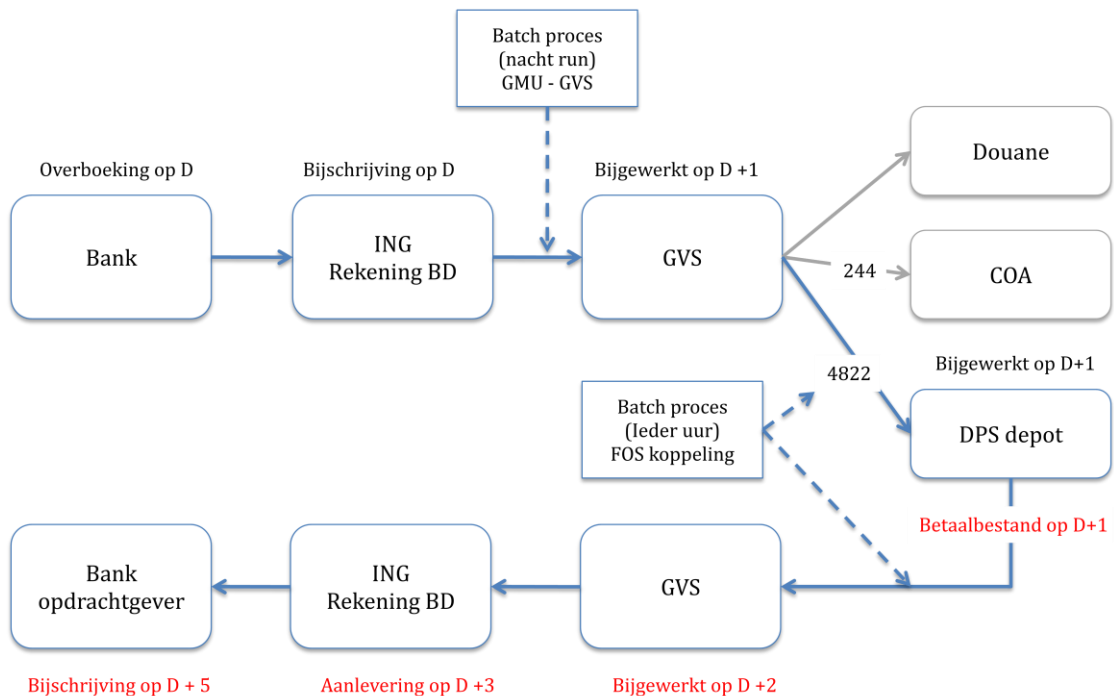 Batch proces
(nacht run)
GMU - GVS
Overboeking op D
Bijschrijving op D
Bijgewerkt op D +1
Douane
Bank
ING
Rekening BD
GVS
244
COA
4822
Bijgewerkt op D+1
Batch proces
(Ieder uur)
FOS koppeling
DPS depot
Betaalbestand op D+1
Bank
opdrachtgever
ING
Rekening BD
GVS
Bijschrijving op D + 5
Aanlevering op D +3
Bijgewerkt op D +2